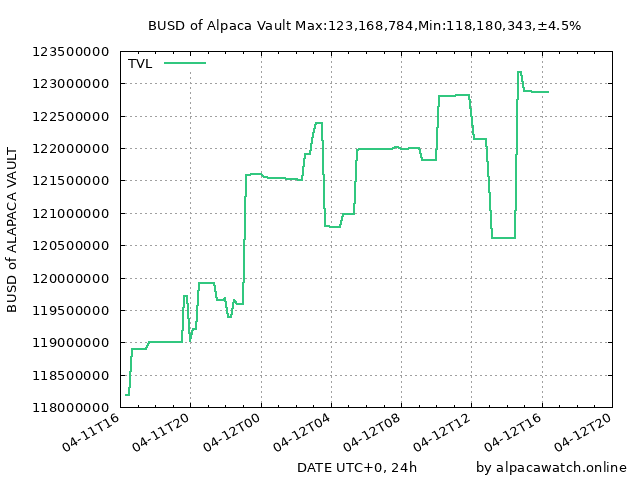 BUSD of Alpaca Vault Max:123,168,784,Min:118,180,343,±4.5%
TVL
123500000
123000000
122500000
122000000
121500000
121000000
120500000
120000000
119500000
119000000
118500000
118000000
BUSD of ALAPACA VAULT
04-11T16
04-11T20
04-12T00
04-12T04
04-12T08
04-12T12
04-12T16
04-12T20
DATE UTC+0, 24h
by alpacawatch.online